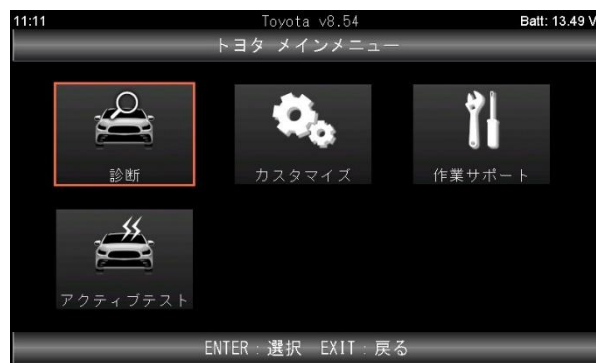 11:11 Toyota v8.54 Batt: 13.49 V
トヨタ メインメニュー
診断 カスタマイズ 作業サポート
アクティブテスト
ENTER：選択 EXIT：戻る